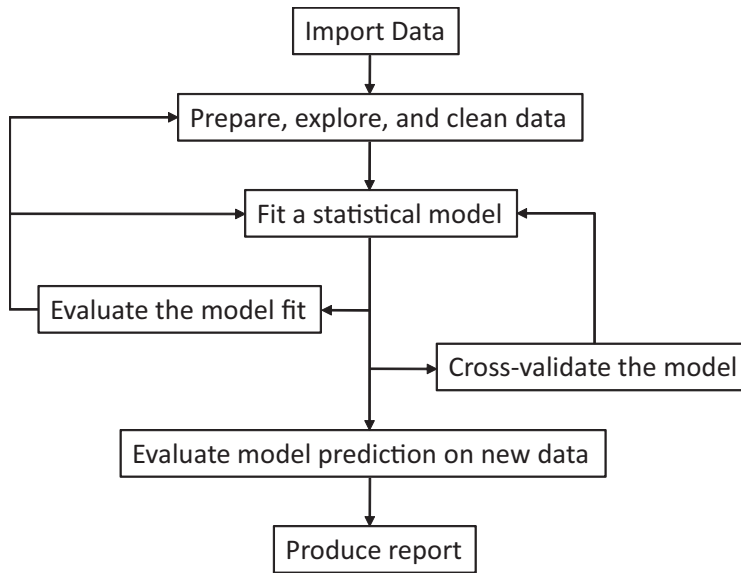 Import Data
Prepare, explore, and clean data
Fit a statistical model
Evaluate the model fit
Cross-validate the model
Evaluate model prediction on new data
Produce report